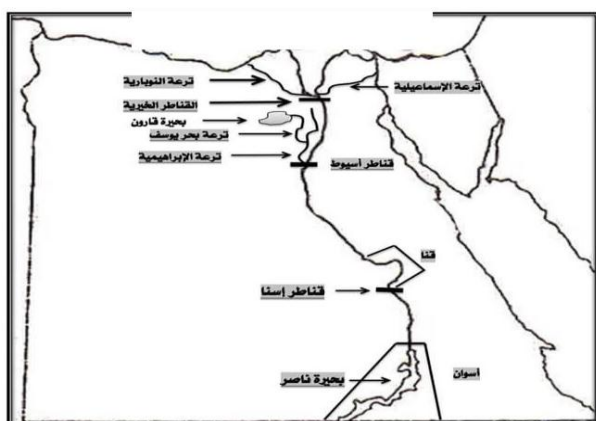 ترعة النوبارية
ترعة الإسماعيلية
القناطر الخيرية
بحيرة قارون
ترعة بحر يوسف
ترعة الإبراهيمية
قناطر أسيوط
قنا
قناطر إسنا
أسوان
بحيرة ناصر